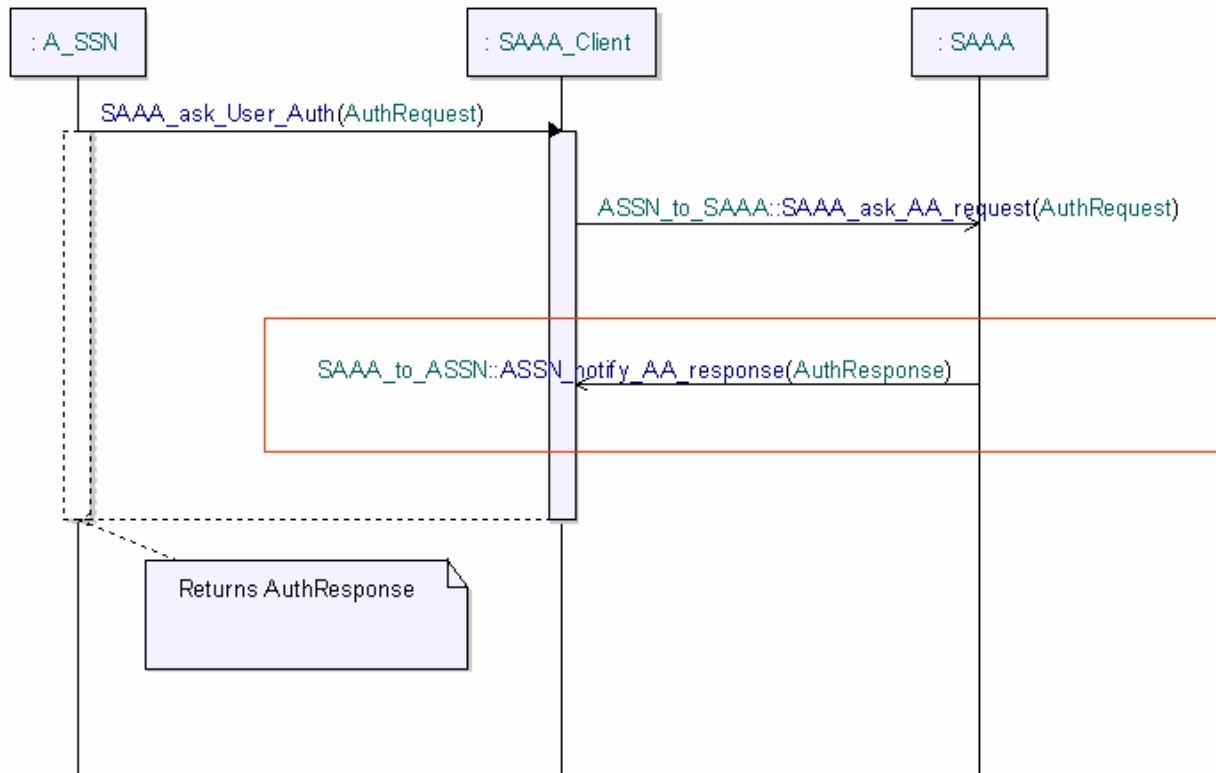 : A_SSN
: SAAA_Client
: SAAA
SAAA_ask_User_Auth(AuthRequest)
ASSN_to_SAAA::SAAA_ask_AA_request(AuthRequest)
SAAA_to_ASSN::ASSN_notify_AA_response(AuthResponse)
Returns AuthResponse